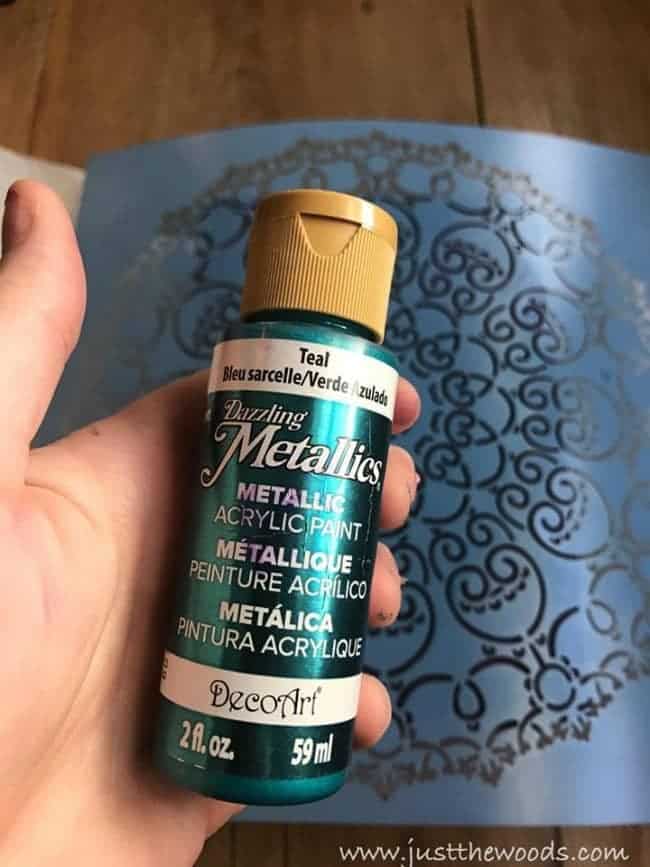 Teal
Bleu sarcelle/Verde Azulado
Dazzling
Metallics®
METALLIC
ACRYLIC PAINT
MÉTALLIQUE
PEINTURE ACRÍLICO
METÁLICA
PINTURA ACRYLIQUE
DecoArt®
2 fl. oz. 59 ml
www.justthewoods.com